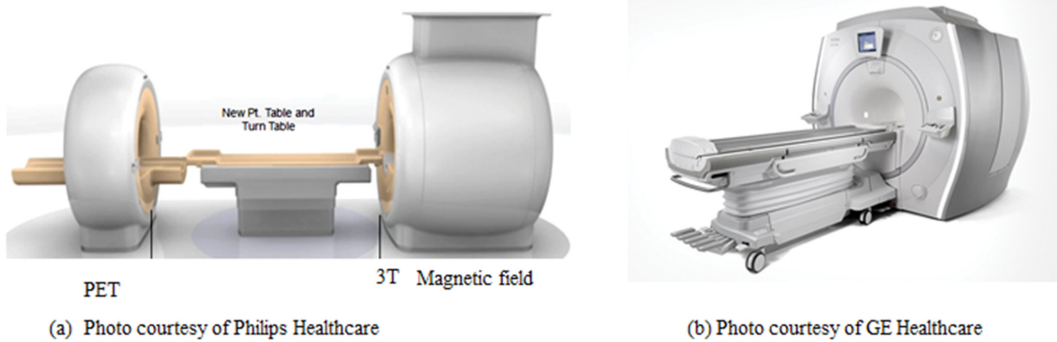 New Pt. Table and
Turn Table
PET
3T Magnetic field
(a) Photo courtesy of Philips Healthcare
(b) Photo courtesy of GE Healthcare